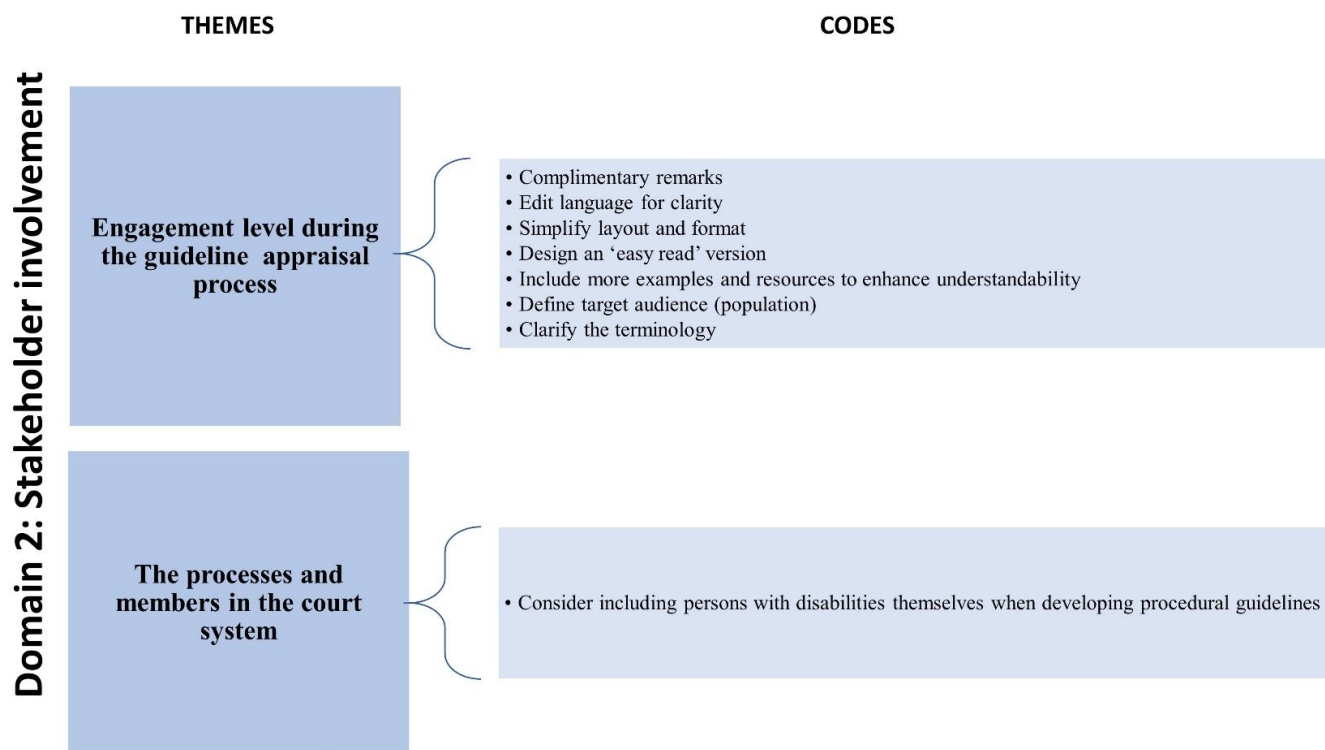 THEMES
CODES
Domain 2: Stakeholder involvement
Engagement level during
the guideline appraisal
process
• Complimentary remarks
• Edit language for clarity
• Simplify layout and format
• Design an ‘easy read’ version
• Include more examples and resources to enhance understandability
• Define target audience (population)
• Clarify the terminology
The processes and
members in the court
system
• Consider including persons with disabilities themselves when developing procedural guidelines